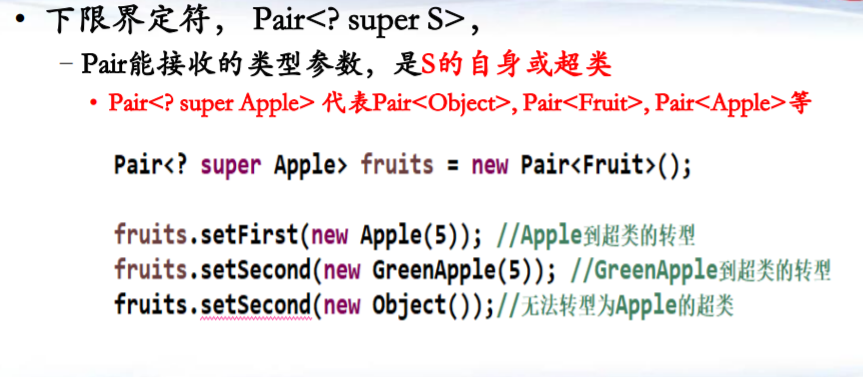 • 下限界定符， Pair<? super S>，
– Pair能接收的类型参数，是S的自身或超类
• Pair<? super Apple> 代表Pair<Object>, Pair<Fruit>, Pair<Apple>等
Pair<? super Apple> fruits = new Pair<Fruit>();
fruits.setFirst(new Apple(5)); //Apple到超类的转型
fruits.setSecond(new GreenApple(5)); //GreenApple到超类的转型
fruits.setSecond(new Object());//无法转型为Apple的超类